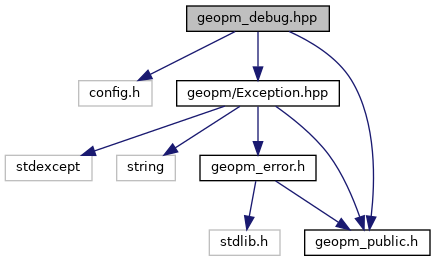 geopm_debug.hpp
config.h
geopm/Exception.hpp
stdexcept
string
geopm_error.h
stdlib.h
geopm_public.h